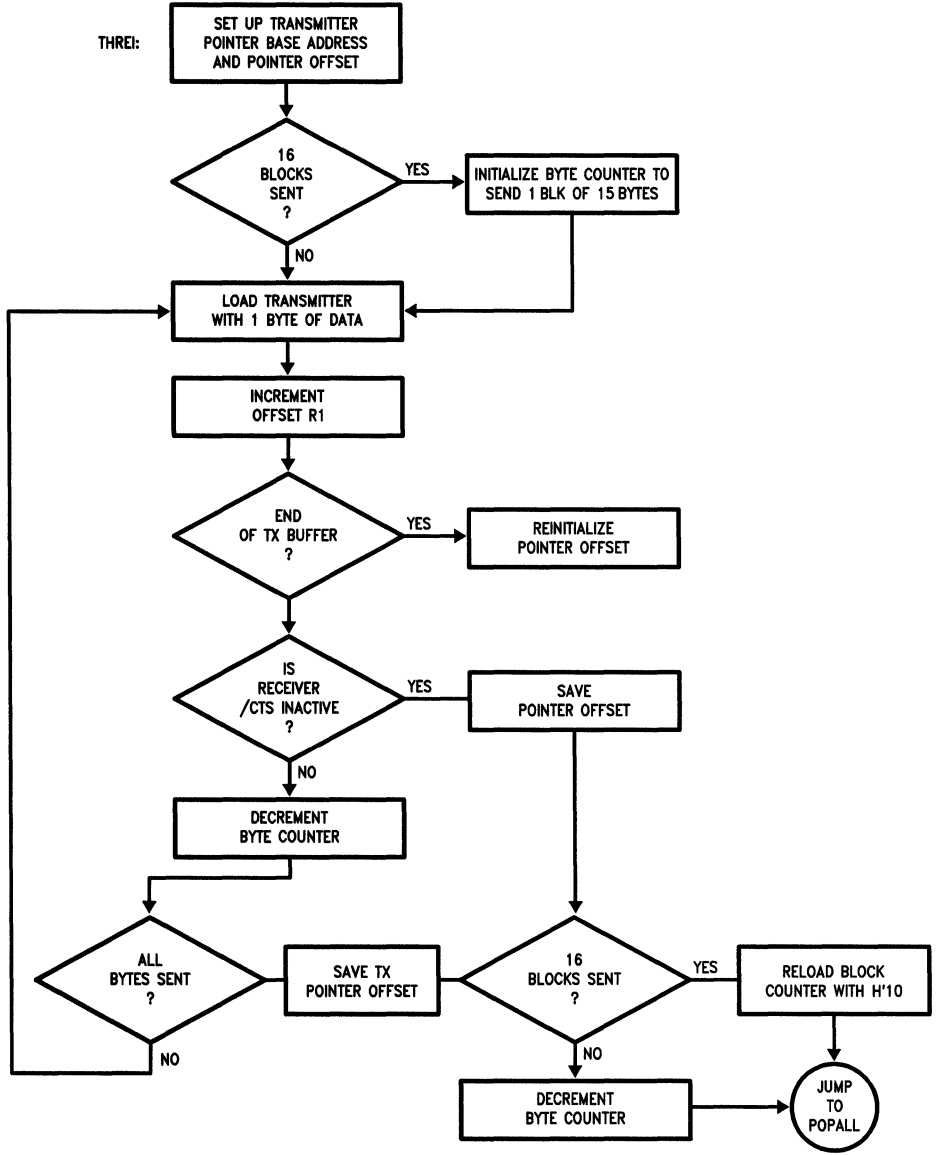 THREI:
SET UP TRANSMITTER
POINTER BASE ADDRESS
AND POINTER OFFSET
16
BLOCKS
SENT
?
YES
INITIALIZE BYTE COUNTER TO
SEND 1 BLK OF 15 BYTES
NO
LOAD TRANSMITTER
WITH 1 BYTE OF DATA
INCREMENT
OFFSET R1
END
OF TX BUFFER
?
YES
REINITIALIZE
POINTER OFFSET
IS
RECEIVER
/CTS INACTIVE
?
YES
SAVE
POINTER OFFSET
NO
DECREMENT
BYTE COUNTER
ALL
BYTES SENT
?
SAVE TX
POINTER OFFSET
16
BLOCKS SENT
?
YES
RELOAD BLOCK
COUNTER WITH H'10
NO
NO
DECREMENT
BYTE COUNTER
JUMP
TO
POPALL